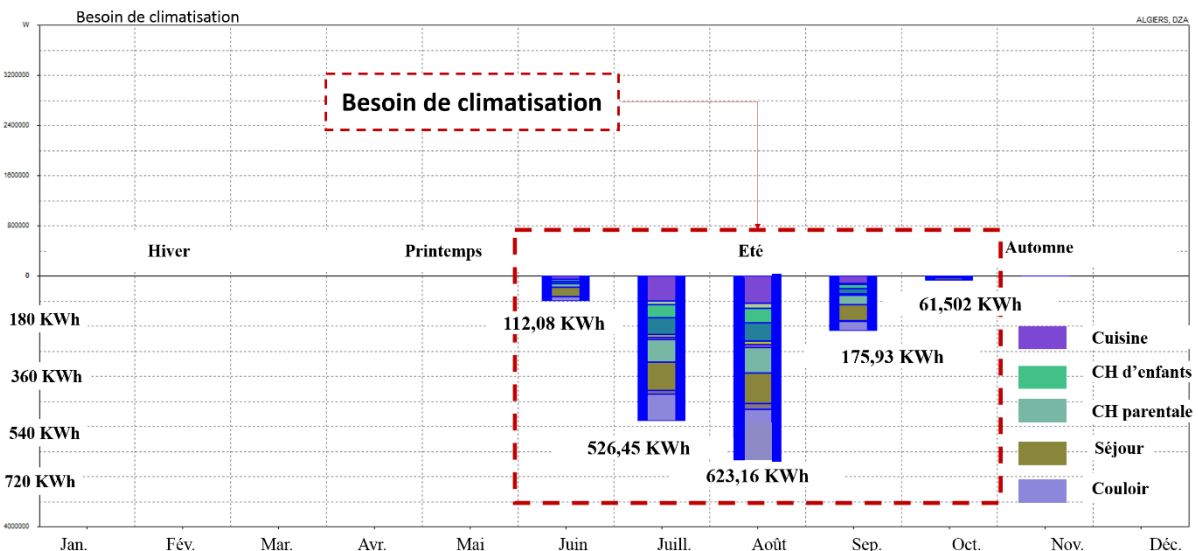 Besoin de climatisation
W
ALGERS, DZA
3200000
2400000
1600000
800000
0
4000000
Besoin de climatisation
Hiver
Printemps
Eté
Automne
180 KWh
360 KWh
540 KWh
720 KWh
112,08 KWh
526,45 KWh
623,16 KWh
175,93 KWh
61,502 KWh
Cuisine
CH d'enfants
CH parentale
Séjour
Couloir
Jan.
Fév.
Mar.
Avr.
Mai
Juin
Juill.
Août
Sep.
Oct.
Nov.
Déc.